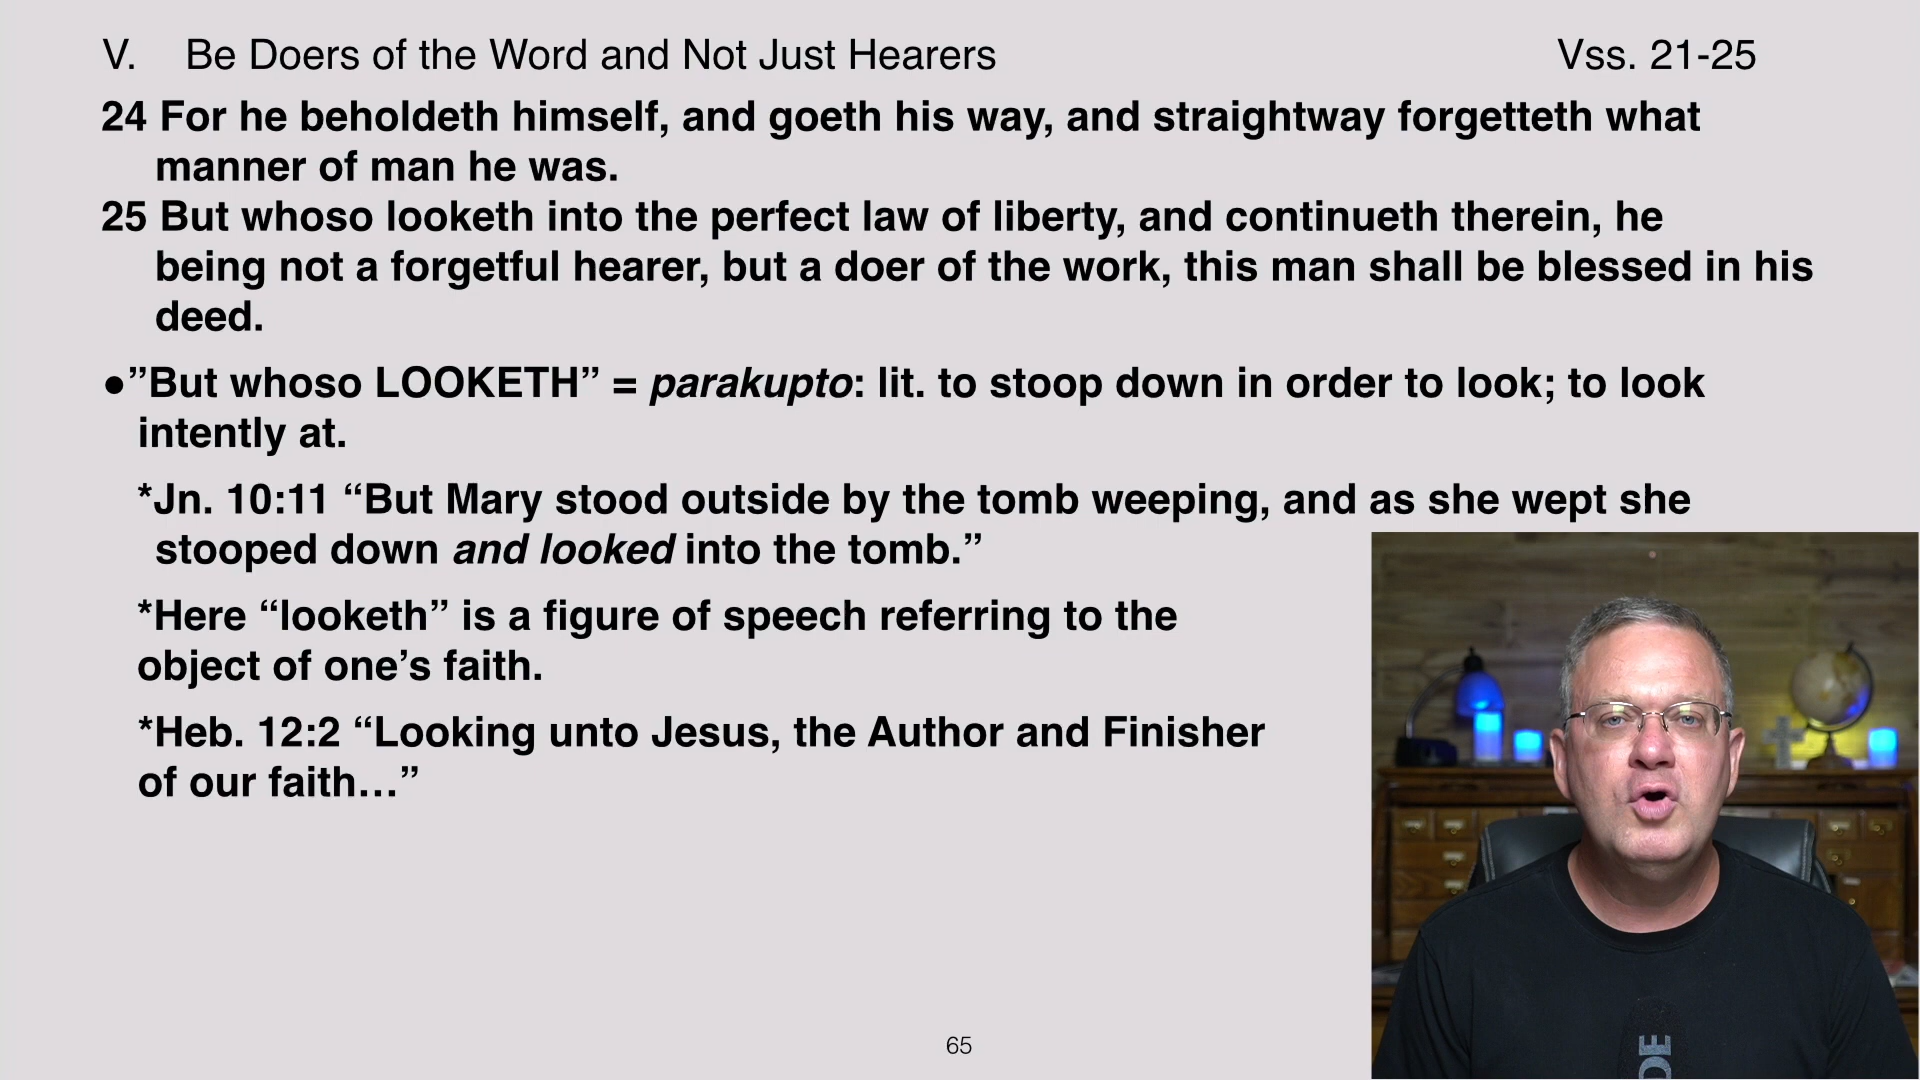 V. Be Doers of the Word and Not Just Hearers Vss. 21-25
24 For he beholdeth himself, and goeth his way, and straightway forgetteth what
manner of man he was.
25 But whoso looketh into the perfect law of liberty, and continueth therein, he
being not a forgetful hearer, but a doer of the work, this man shall be blessed in his
deed.
●”But whoso LOOKETH” = parakupto: lit. to stoop down in order to look; to look
intently at.
*Jn. 10:11 “But Mary stood outside by the tomb weeping, and as she wept she
stooped down and looked into the tomb.”
*Here “looketh” is a figure of speech referring to the
object of one’s faith.
*Heb. 12:2 “Looking unto Jesus, the Author and Finisher
of our faith…”
65